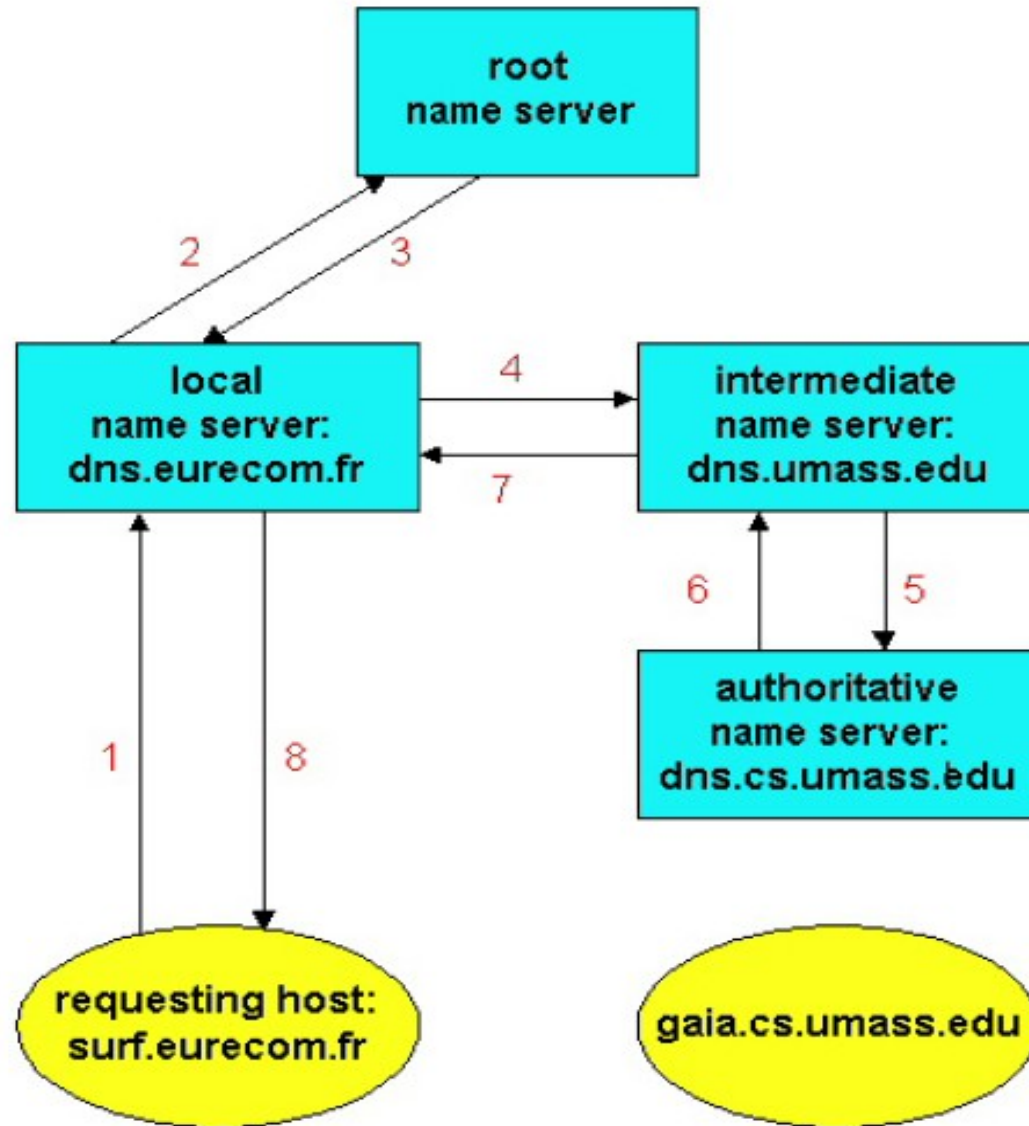 root
name server
2
3
local
name server:
dns.eurecom.fr
4
7
intermediate
name server:
dns.umass.edu
6
5
authoritative
name server:
dns.cs.umass.edu
1
8
requesting host:
surf.eurecom.fr
gaia.cs.umass.edu